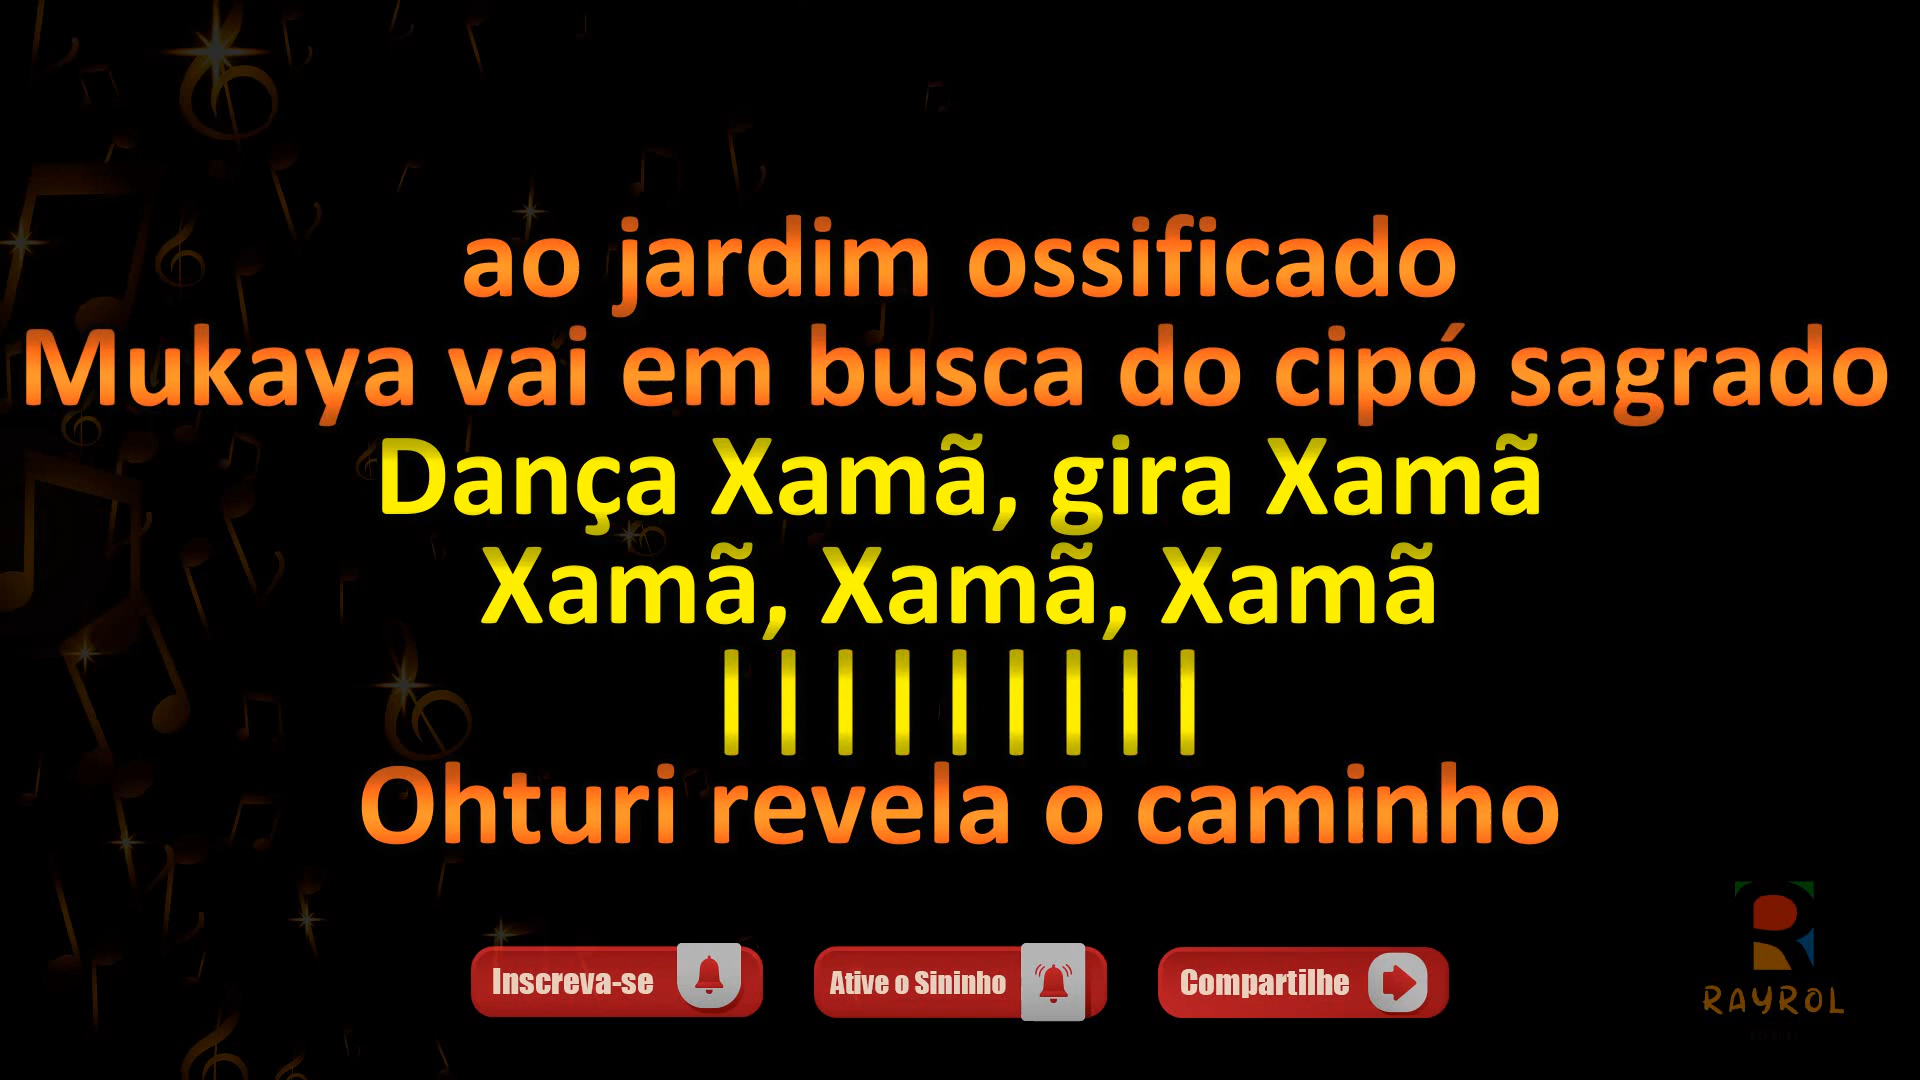 ao jardim ossificado
Mukaya vai em busca do cipó sagrado
Dança Xamã, gira Xamã
Xamã, Xamã, Xamã
| | | | | | | | |
Ohturi revela o caminho
Inscreva-se
Ative o Sininho
Compartilhe
RAYROL